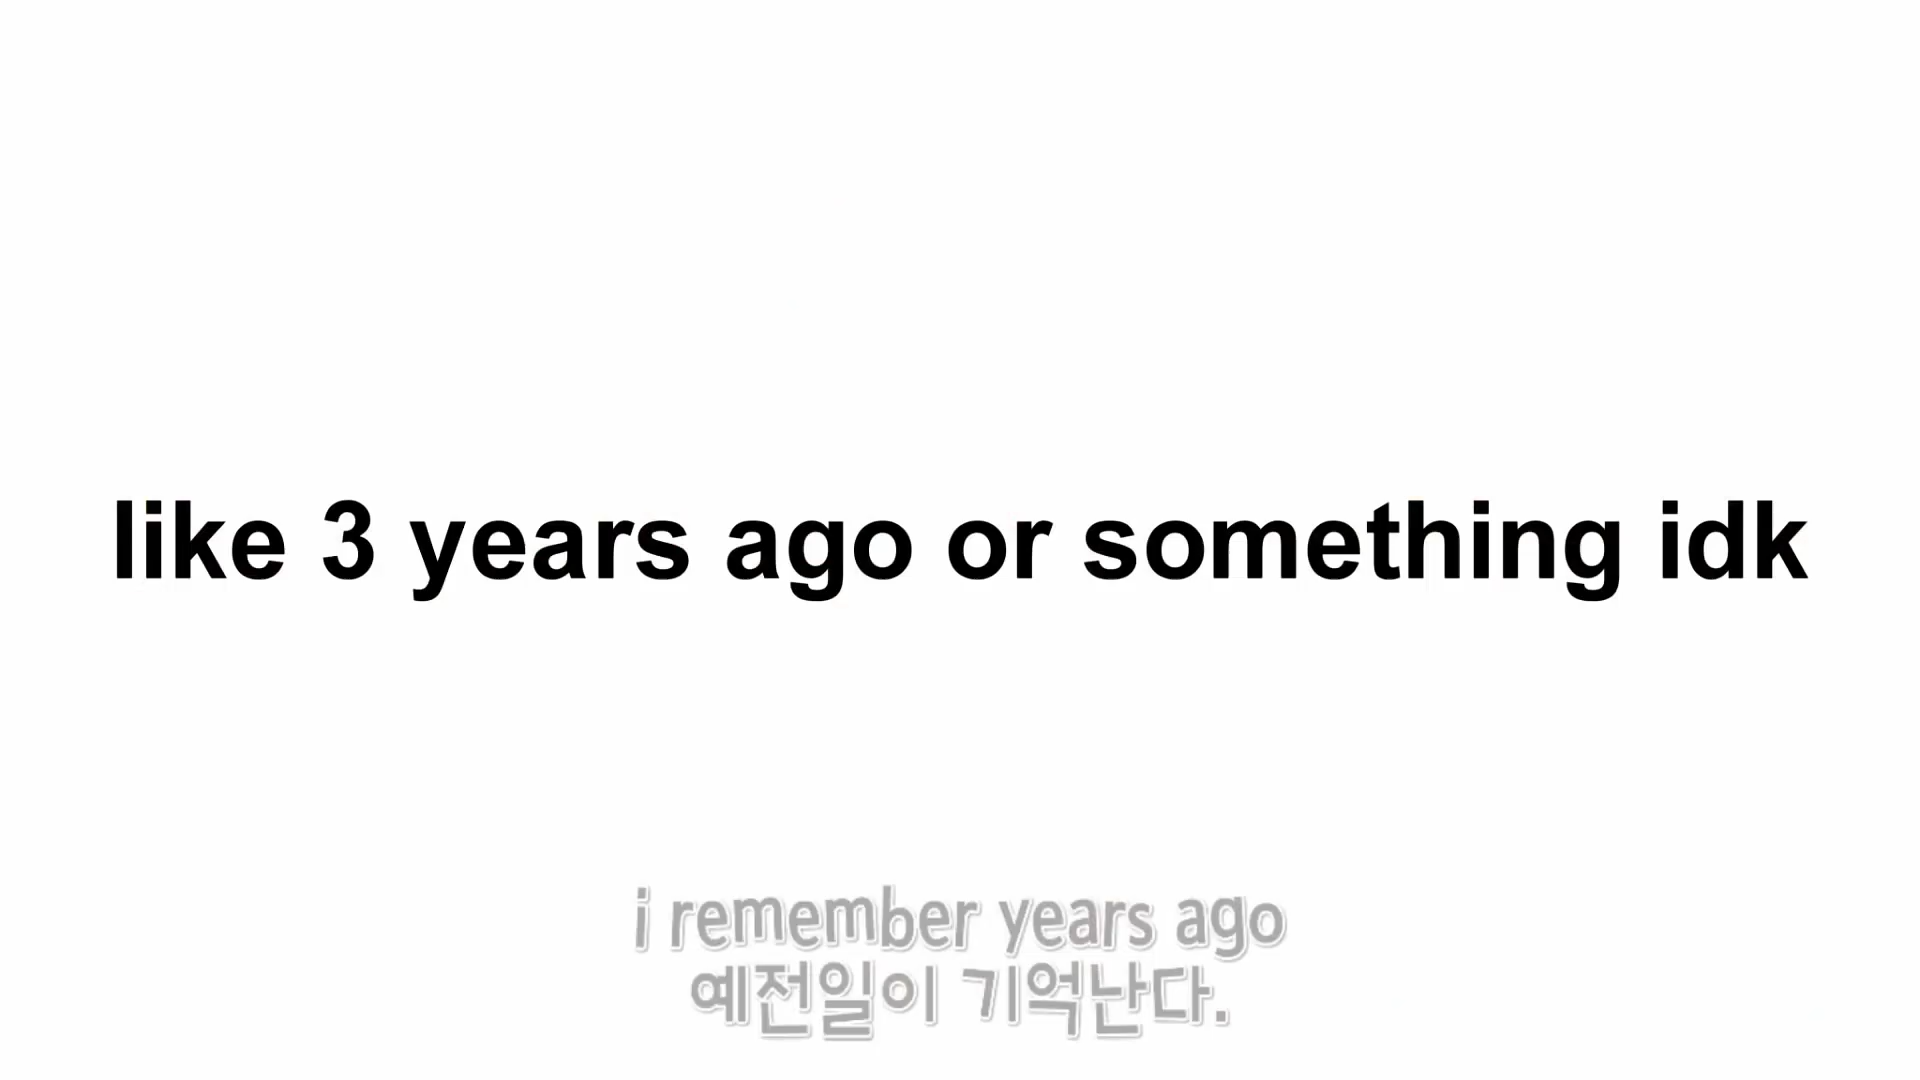 like 3 years ago or something idk
i remember years ago
예전일이 기억난다.